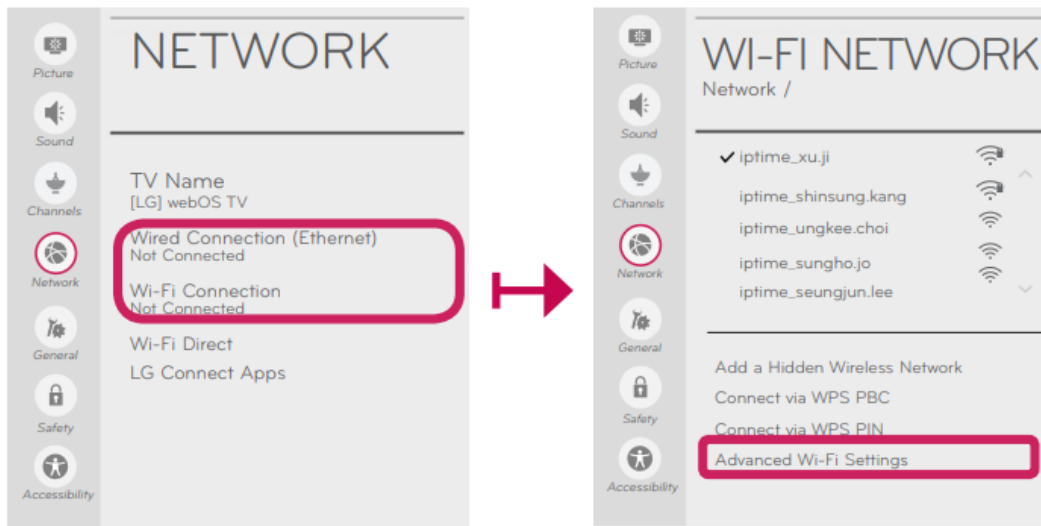 NETWORK
Picture
Sound
Channels
Network
General
Safety
Accessibility
TV Name
[LG] webOS TV
Wired Connection (Ethernet)
Not Connected
Wi-Fi Connection
Not Connected
Wi-Fi Direct
LG Connect Apps
WI-FI NETWORK
Network /
Picture
Sound
Channels
Network
General
Safety
Accessibility
iptime_xu.ji
iptime_shinsung.kang
iptime_ungkee.choi
iptime_sungho.jo
iptime_seungjun.lee
Add a Hidden Wireless Network
Connect via WPS PBC
Connect via WPS PIN
Advanced Wi-Fi Settings